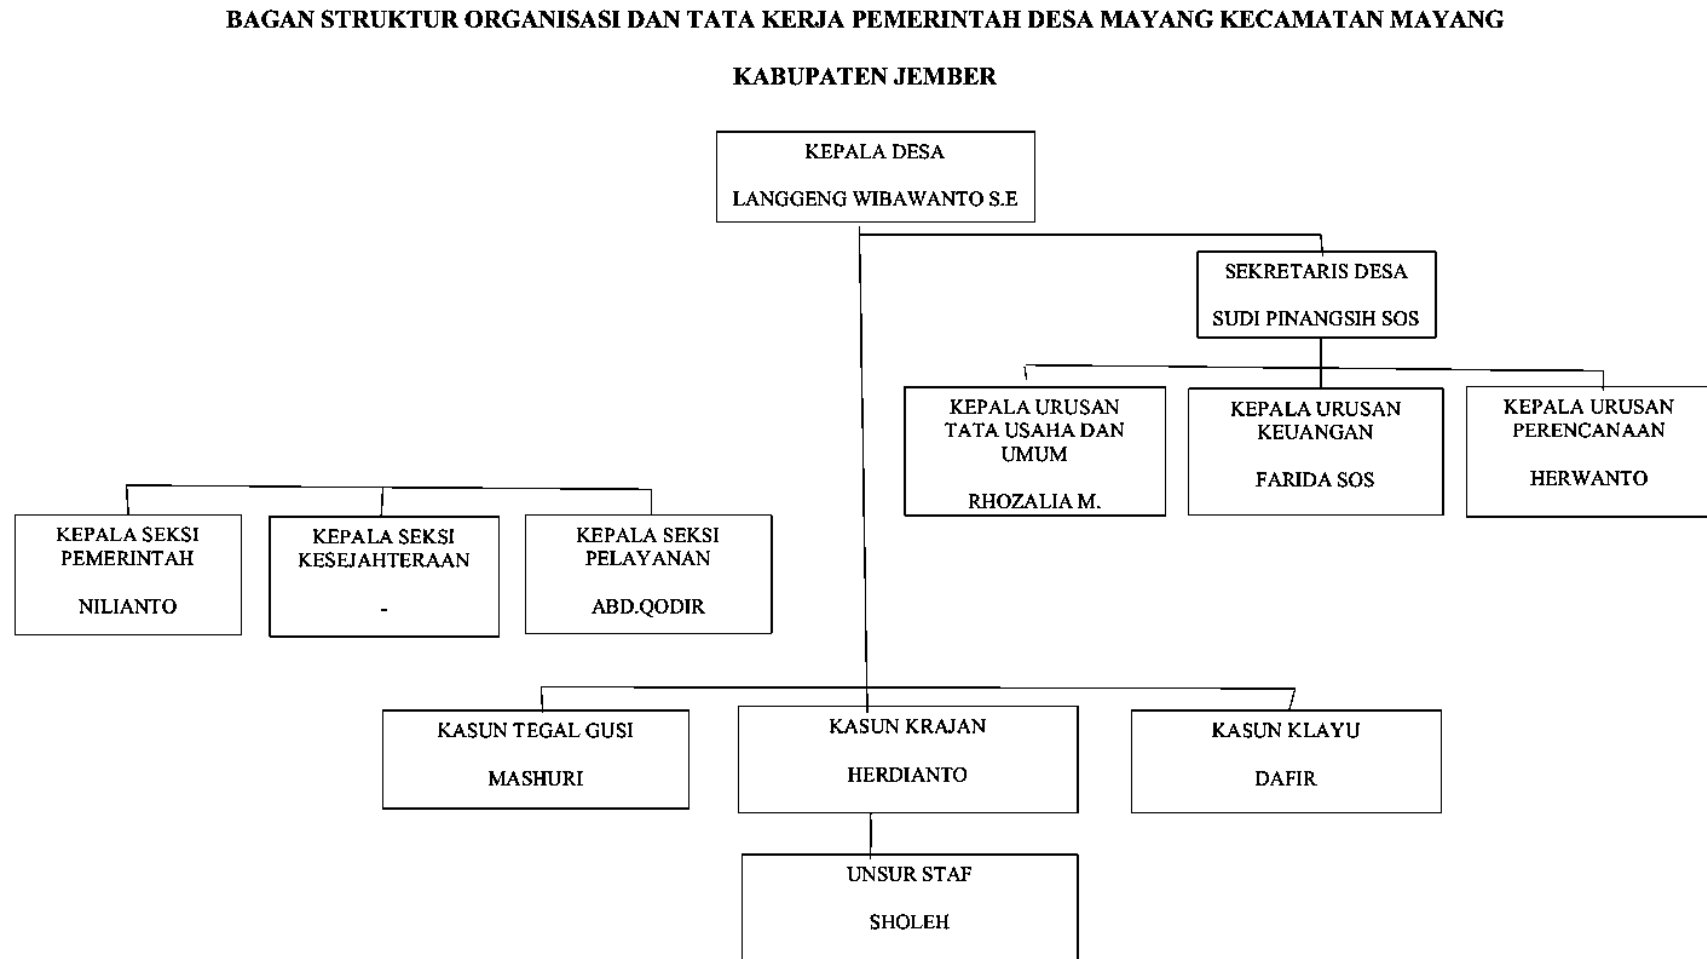 BAGAN STRUKTUR ORGANISASI DAN TATA KERJA PEMERINTAH DESA MAYANG KECAMATAN MAYANG
KABUPATEN JEMBER
KEPALA DESA
LANGGENG WIBAWANTO S.E
SEKRETARIS DESA
SUDI PINANGSIH SOS
KEPALA URUSAN
TATA USAHA DAN
UMUM
RHOZALIA M.
KEPALA URUSAN
KEUANGAN
FARIDA SOS
KEPALA URUSAN
PERENCANAAN
HERWANTO
KEPALA SEKSI
PEMERINTAH
NILIANTO
KEPALA SEKSI
KESEJAHTERAAN
-
KEPALA SEKSI
PELAYANAN
ABD.QODIR
KASUN TEGAL GUSI
MASHURI
KASUN KRAJAN
HERDIANTO
KASUN KLAYU
DAFIR
UNSUR STAF
SHOLEH